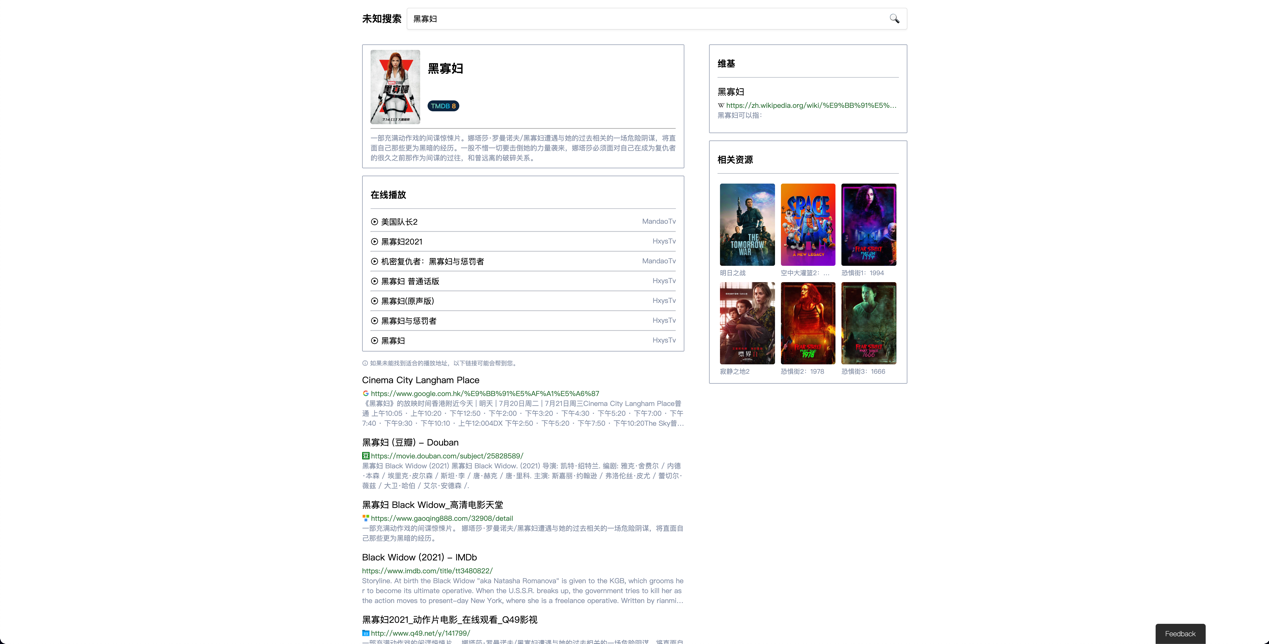 未知搜索
黑寡妇
黑寡妇
黑寡妇
TMDB 8
一部充满动作戏的间谍惊悚片。娜塔莎·罗曼诺夫/黑寡妇遭遇与她的过去相关的一场危险阴谋，将直
面自己那些更为黑暗的经历。一股不惜一切要击倒她的力量袭来，娜塔莎必须面对自己在成为复仇者
的很久之前那作为间谍的过往，和曾远离的破碎关系。
在线播放
美国队长2 MandaoTv
黑寡妇2021 HxysTv
机密复仇者：黑寡妇与惩罚者 MandaoTv
黑寡妇 普通话版 HxysTv
黑寡妇(原声版) HxysTv
黑寡妇与惩罚者 HxysTv
黑寡妇 HxysTv
如果未能找到适合的播放地址，以下链接可能会帮到您。
Cinema City Langham Place
https://www.google.com.hk/%E9%BB%91%E5%AF%A1%E5%A6%87
《黑寡妇》的放映时间香港附近今天 | 明天 | 7月20日周二 | 7月21日周三Cinema City Langham Place普
通 上午10:05 · 上午10:20 · 下午12:50 · 下午2:00 · 下午3:20 · 下午4:30 · 下午5:20 · 下午7:00 · 下午
7:40 · 下午9:30 · 下午10:10 · 上午12:004DX 下午2:50 · 下午5:20 · 下午7:50 · 下午10:20The Sky普...
黑寡妇 (豆瓣) - Douban
https://movie.douban.com/subject/25828589/
黑寡妇 Black Widow (2021) 黑寡妇 Black Widow. (2021) 导演: 凯特·绍特兰. 编剧: 雅克·舍费尔 / 内德
·本森 / 埃里克·皮尔森 / 斯坦·李 / 唐·赫克 / 唐·里科. 主演: 斯嘉丽·约翰逊 / 弗洛伦丝·皮尤 / 蕾切尔·
薇兹 / 大卫·哈伯 / 艾尔·安德森 /.
黑寡妇 Black Widow_高清电影天堂
https://www.gaoqing888.com/32908/detail
一部充满动作戏的间谍惊悚片。 娜塔莎·罗曼诺夫/黑寡妇遭遇与她的过去相关的一场危险阴谋，将直面自
己那些更为黑暗的经历。
Black Widow (2021) - IMDb
https://www.imdb.com/title/tt3480822/
Storyline. At birth the Black Widow "aka Natasha Romanova" is given to the KGB, which grooms he
r to become its ultimate operative. When the U.S.S.R. breaks up, the government tries to kill her as
the action moves to present-day New York, where she is a freelance operative. Written by rianmi...
黑寡妇2021_动作片电影_在线观看_Q49影视
http://www.q49.net/y/141799/
一部充满动作戏的间谍惊悚片。
维基
黑寡妇
W https://zh.wikipedia.org/wiki/%E9%BB%91%E5%...
黑寡妇可以指：
相关资源
THE TOMORROW WAR
SPACE JAM
A NEW LEGACY
FEAR STREET
1994
明日之战
空中大灌篮2：...
恐惧街1：1994
FEAR STREET
1978
FEAR STREET
1666
寂静之地2
恐惧街2：1978
恐惧街3：1666
Feedback